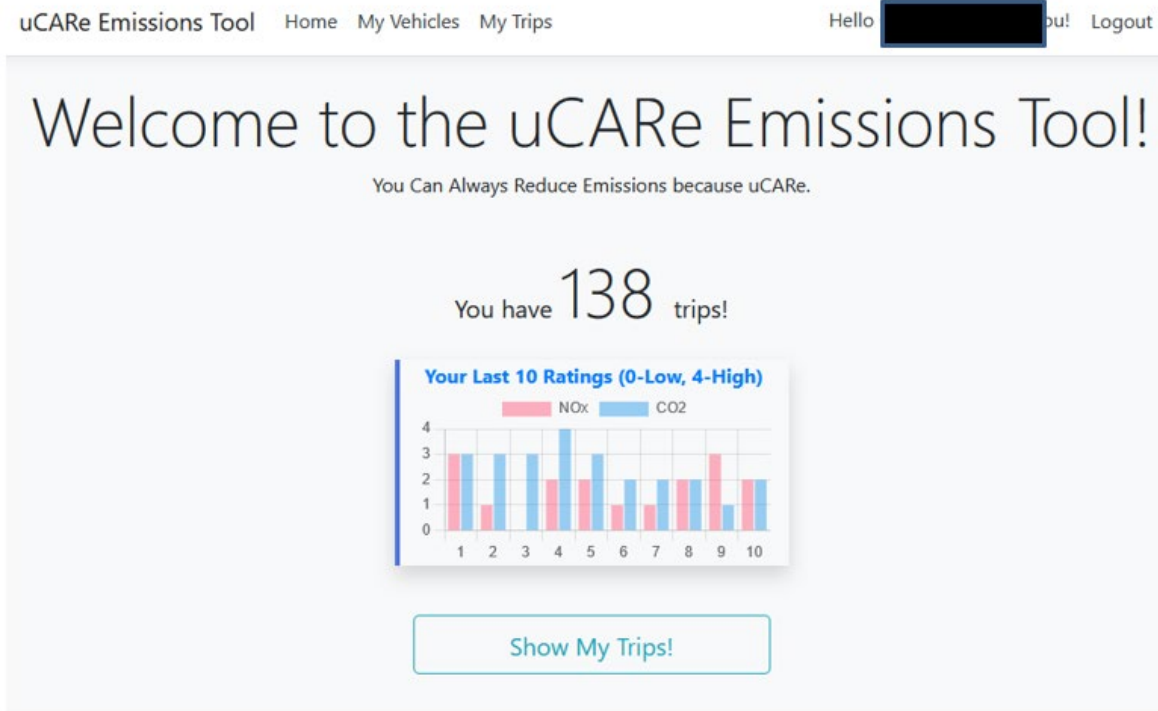 uCARe Emissions Tool Home My Vehicles My Trips Hello ou! Logout
Welcome to the uCARe Emissions Tool!
You Can Always Reduce Emissions because uCARe.
You have 138 trips!
Your Last 10 Ratings (0-Low, 4-High)
NOx CO2
4
3
2
1
0
1 2 3 4 5 6 7 8 9 10
Show My Trips!